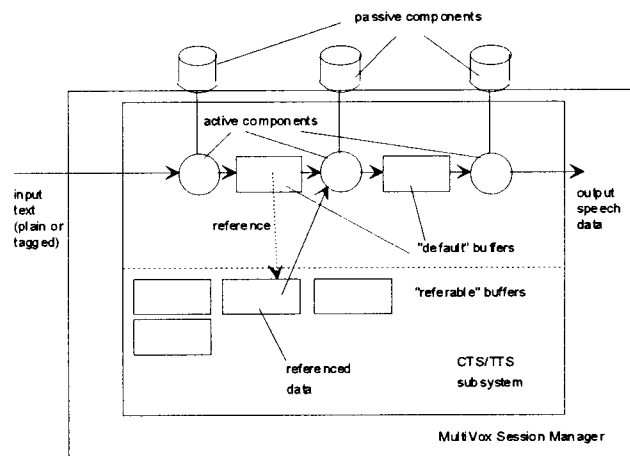 passive components
active components
input
text
(plain or
tagged)
output
speech
data
reference
"default" buffers
"referable" buffers
referenced
data
CTS/TTS
subsystem
MultiVox Session Manager